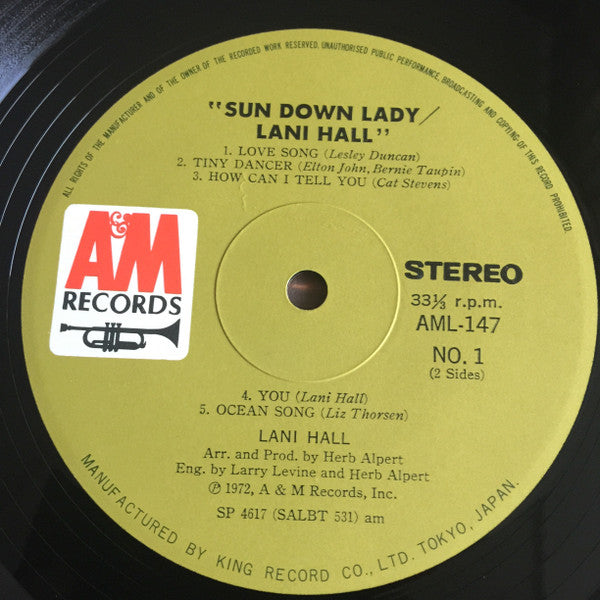 ALL RIGHTS OF THE MANUFACTURER AND OF THE OWNER OF THE RECORDED WORK RESERVED. UNAUTHORISED PUBLIC PERFORMANCE, BROADCASTING AND COPYING OF THIS RECORD PROHIBITED.
"SUN DOWN LADY/
LANI HALL"
1. LOVE SONG (Lesley Duncan)
2. TINY DANCER (Elton John, Bernie Taupin)
3. HOW CAN I TELL YOU (Cat Stevens)
A&M
RECORDS
STEREO
33⅓ r.p.m.
AML-147
NO. 1
(2 Sides)
4. YOU (Lani Hall)
5. OCEAN SONG (Liz Thorsen)
LANI HALL
Arr. and Prod. by Herb Alpert
Eng. by Larry Levine and Herb Alpert
℗ 1972, A & M Records, Inc.
SP 4617 (SALBT 531) am
MANUFACTURED BY KING RECORD CO., LTD. TOKYO, JAPAN.